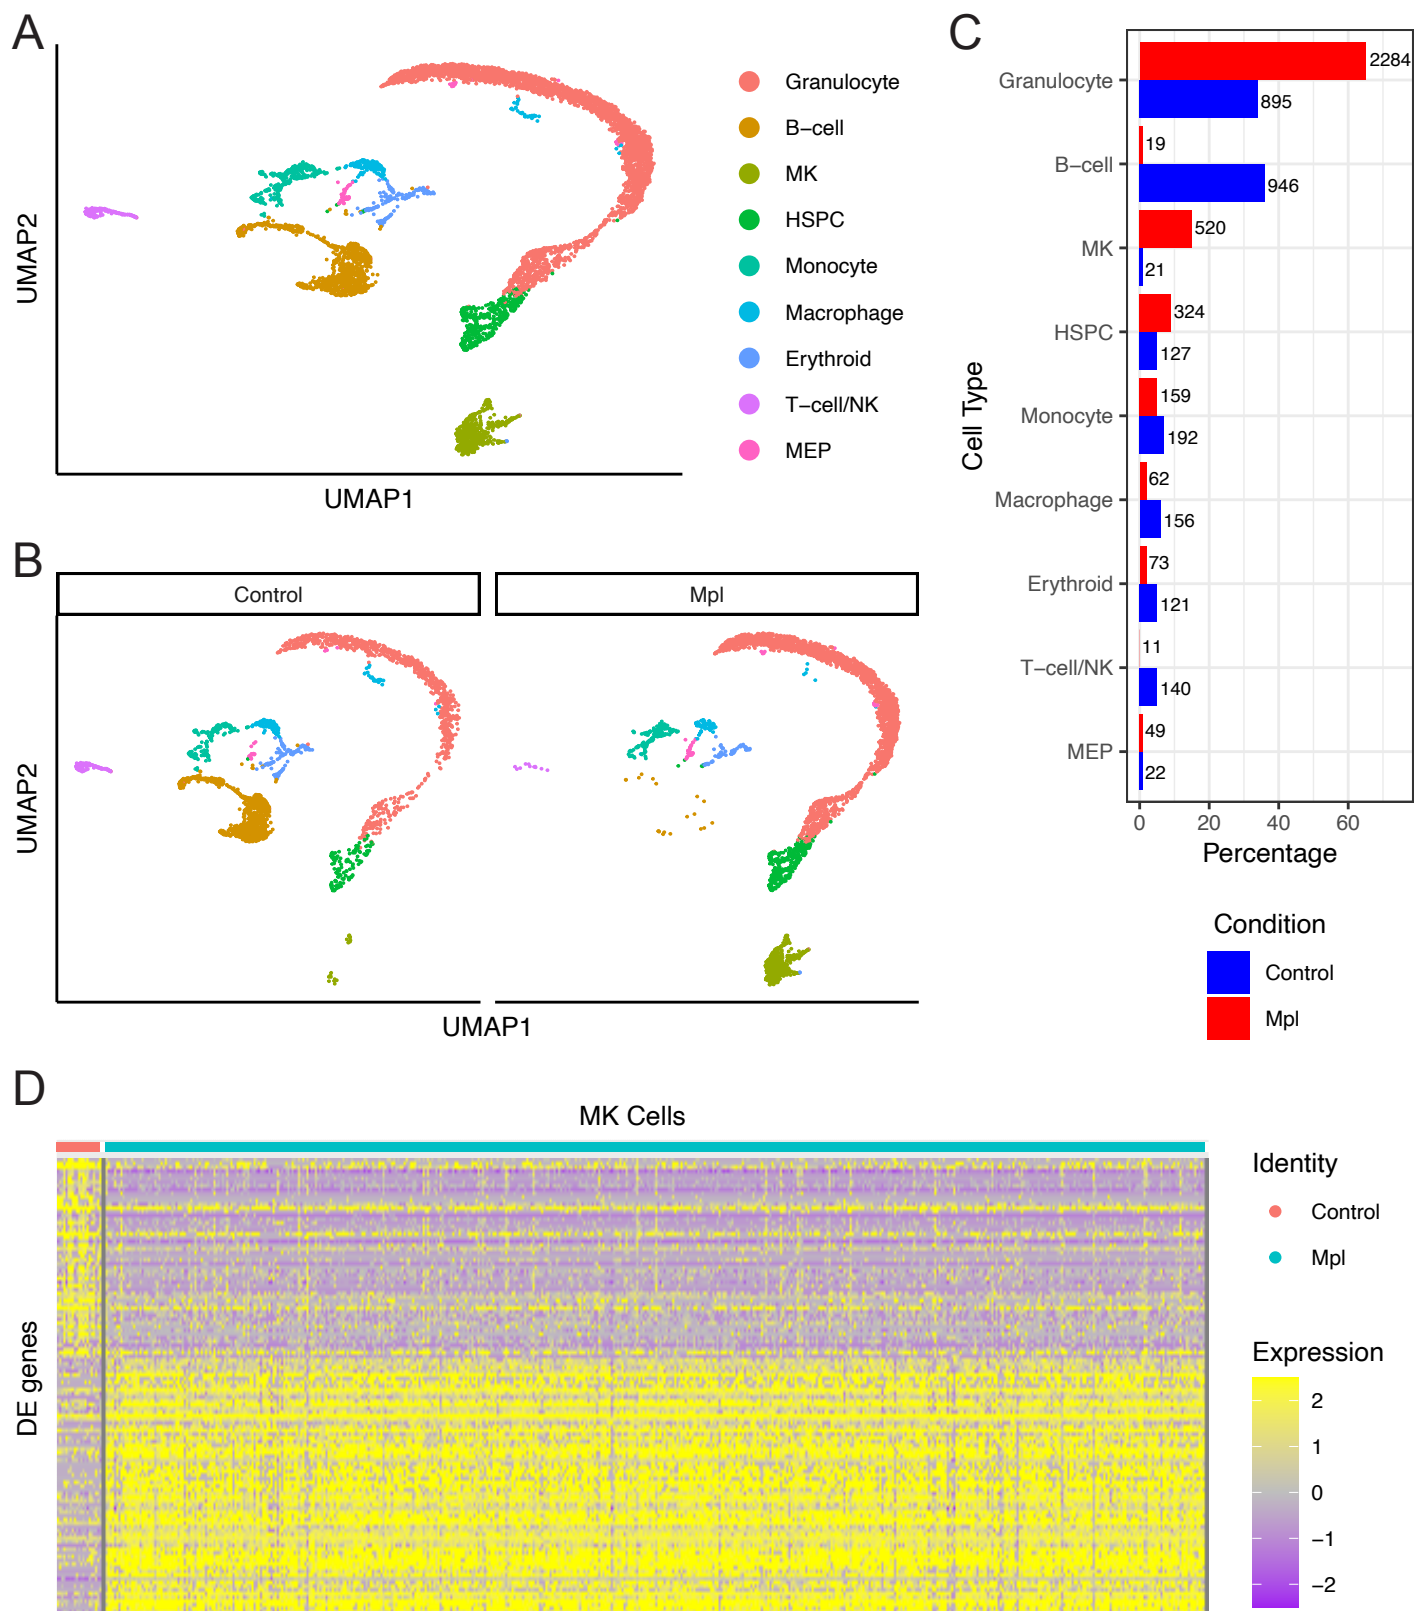 A
UMAP2
UMAP1
Granulocyte
B−cell
MK
HSPC
Monocyte
Macrophage
Erythroid
T−cell/NK
MEP
B
Control
Mpl
UMAP2
UMAP1
C
Cell Type
Granulocyte
B−cell
MK
HSPC
Monocyte
Macrophage
Erythroid
T−cell/NK
MEP
2284
895
19
946
520
21
324
127
159
192
62
156
73
121
11
140
49
22
0 20 40 60
Percentage
Condition
Control
Mpl
D
MK Cells
DE genes
Identity
Control
Mpl
Expression
2
1
0
−1
−2